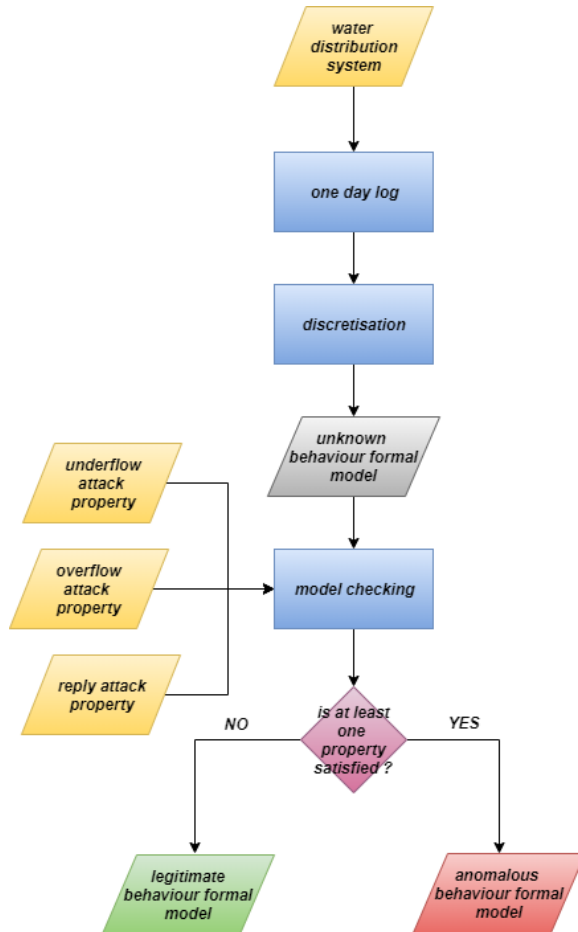 water
distribution
system
one day log
discretisation
unknown
behaviour formal
model
underflow
attack
property
overflow
attack
property
model checking
reply attack
property
is at least
one
property
satisfied ?
NO
YES
legitimate
behaviour formal
model
anomalous
behaviour formal
model